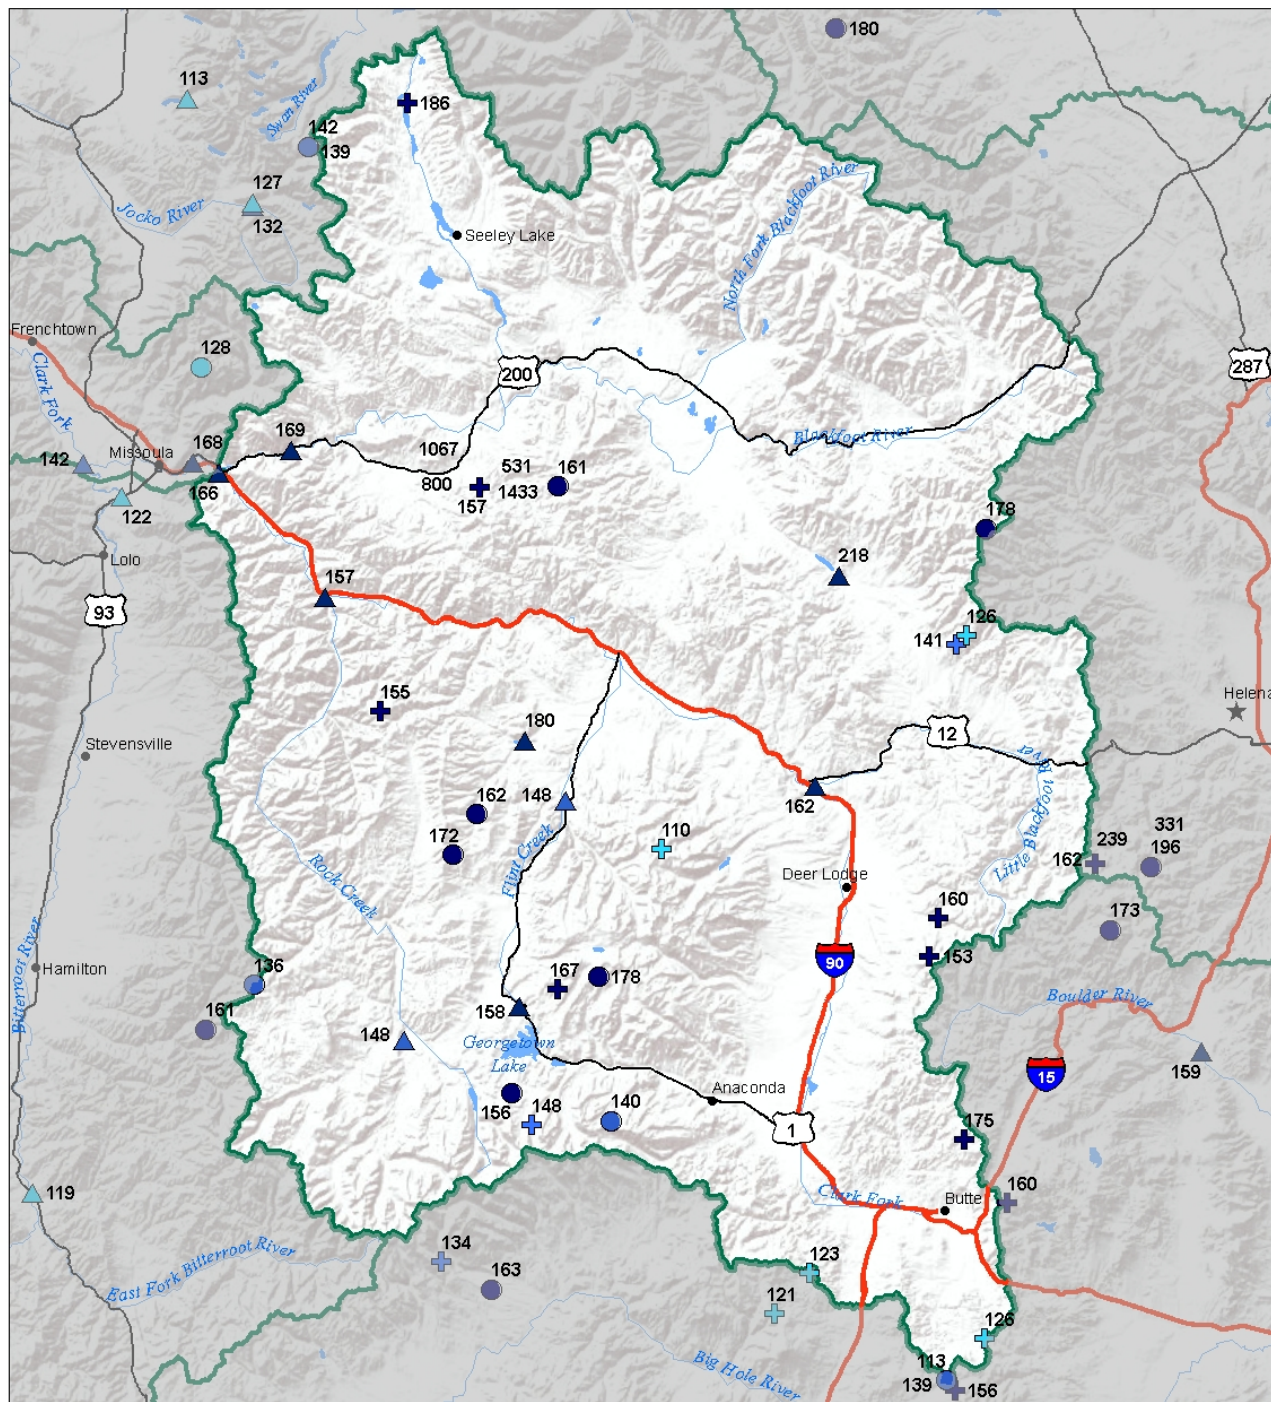 180
113
186
Swan River
142
139
127
132
Jocko River
North Fork Blackfoot River
Seeley Lake
Frenchtown
128
200
287
Clark Fork
169
1067
Blackfoot River
168
Missoula
142
166
531
161
800
1433
157
122
178
Lolo
157
218
93
126
141
155
Helena
180
Stevensville
12
Little Blackfoot River
148
162
162
110
331
239
196
172
162
Flint Creek
Deer Lodge
Rock Creek
160
173
Bitterroot River
Hamilton
136
90
153
167
178
Boulder River
161
158
148
Georgetown
Lake
159
15
Anaconda
156
148
140
1
175
119
Clark Fork
Butte
160
East Fork Bitterroot River
134
123
163
121
126
Big Hole River
113
139
156